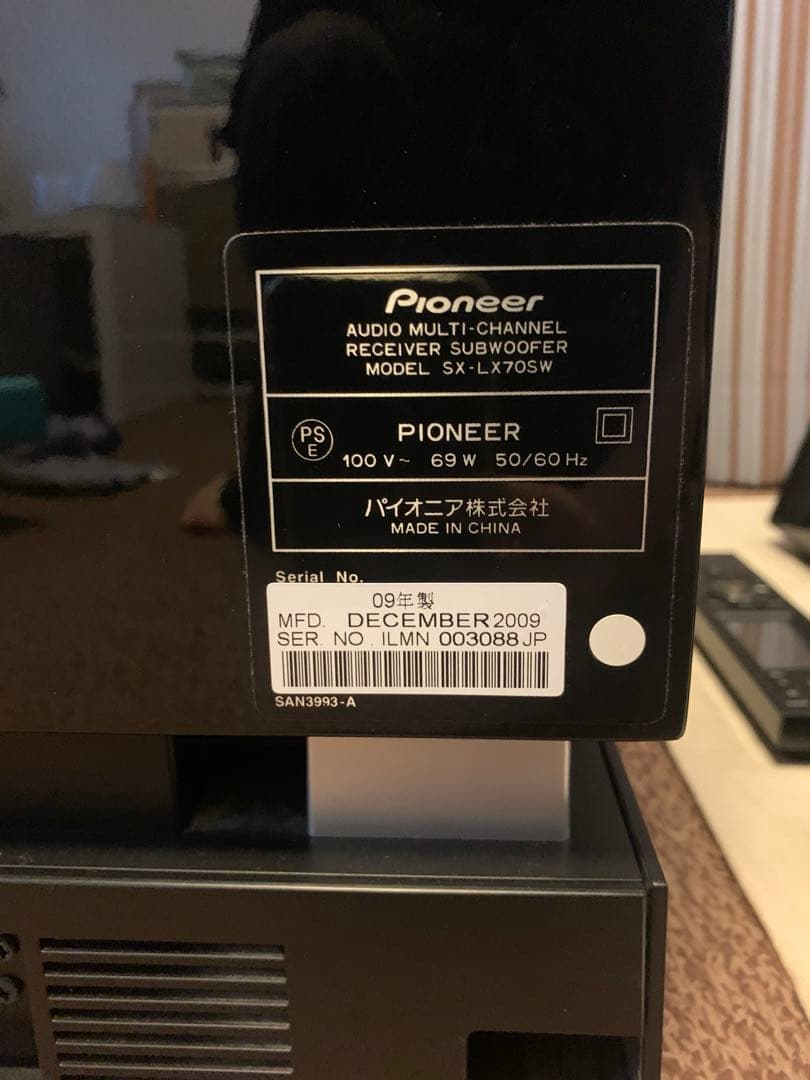 Pioneer
AUDIO MULTI-CHANNEL
RECEIVER SUBWOOFER
MODEL SX-LX70SW
PS
E
PIONEER
100 V~ 69 W 50/60 Hz
パイオニア株式会社
MADE IN CHINA
Serial No.
09年製
MFD. DECEMBER 2009
SER. NO. ILMN 003088 JP
SAN3993-A